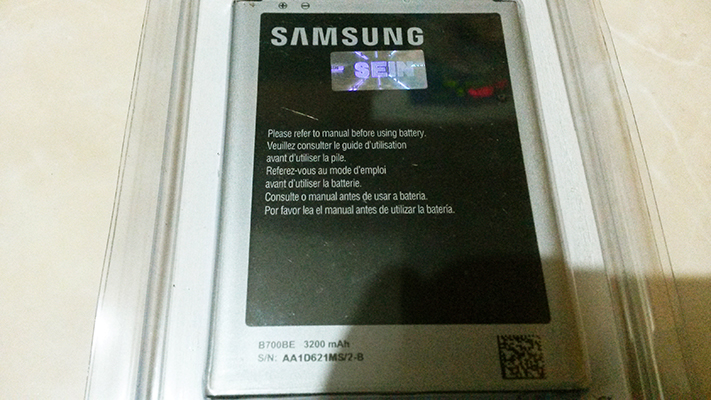 SAMSUNG
SEIN
Please refer to manual before using battery.
Veuillez consulter le guide d'utilisation
avant d'utiliser la pile.
Referez-vous au mode d'emploi
avant d'utiliser la batterie.
Consulte o manual antes de usar a bateria.
Por favor lea el manual antes de utilizar la batería.
B700BE 3200 mAh
S/N: AA1D621MS/2-B